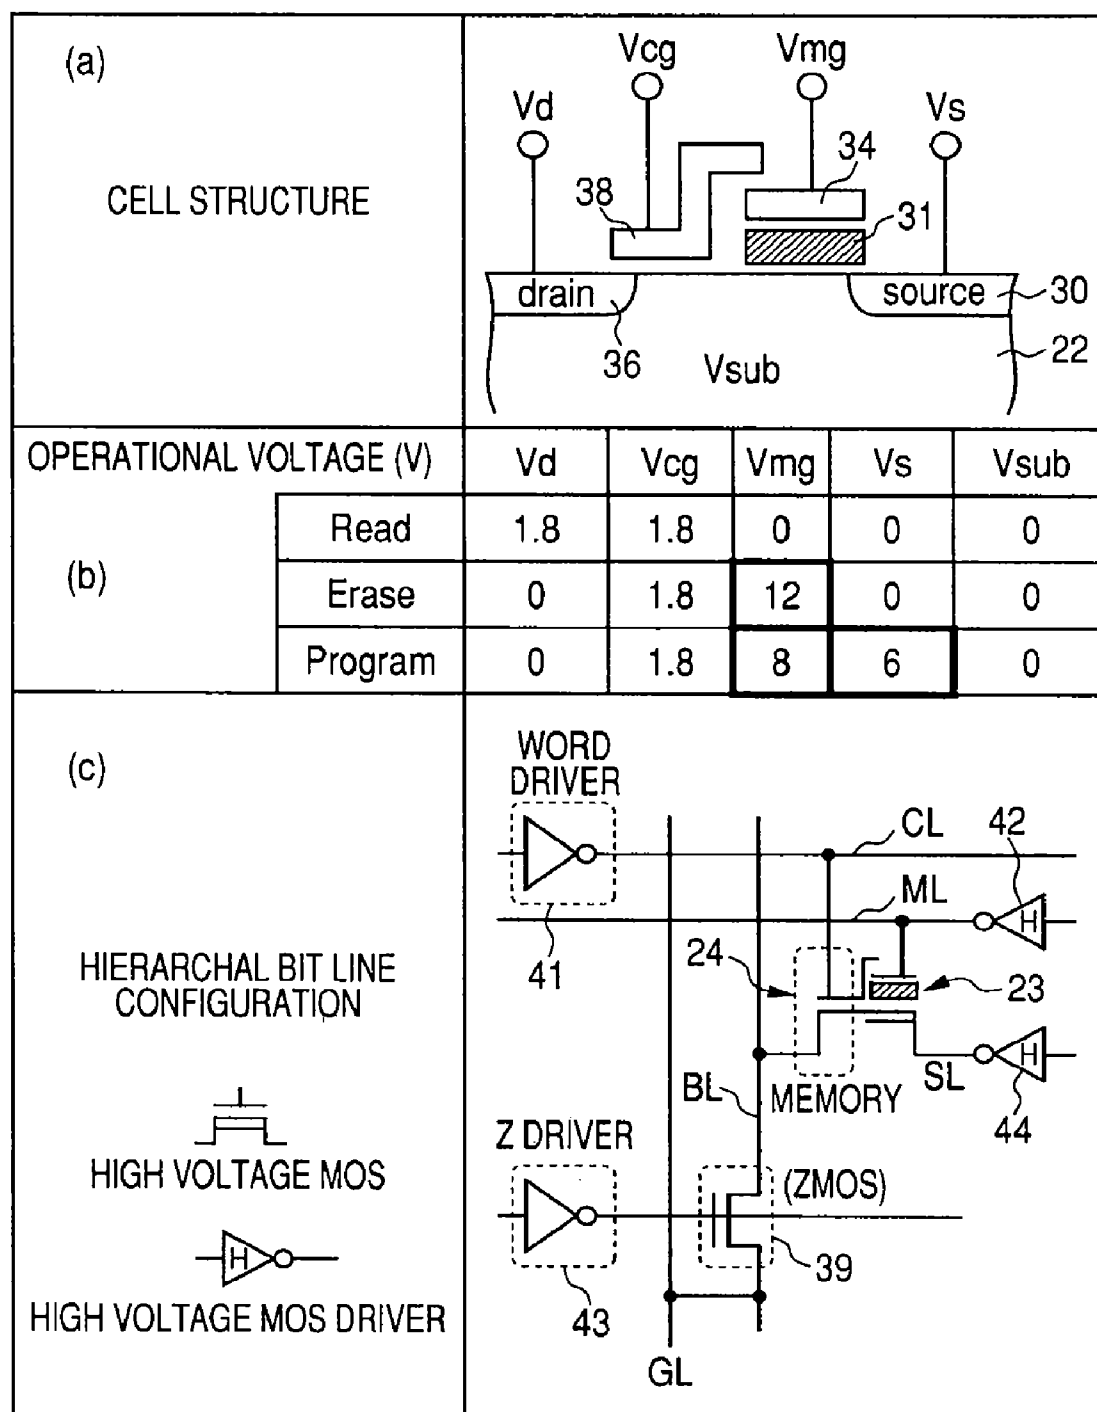 (a)
CELL STRUCTURE
Vcg
Vmg
Vd
Vs
34
38
31
drain
source
30
36
22
Vsub
OPERATIONAL VOLTAGE (V) Vd Vcg Vmg Vs Vsub
(b)
Read 1.8 1.8 0 0 0
Erase 0 1.8 12 0 0
Program 0 1.8 8 6 0
(c)
HIERARCHAL BIT LINE
CONFIGURATION
HIGH VOLTAGE MOS
H
HIGH VOLTAGE MOS DRIVER
WORD
DRIVER
CL
42
ML
H
41
24
23
H
SL
BL
MEMORY
44
Z DRIVER
(ZMOS)
39
43
GL